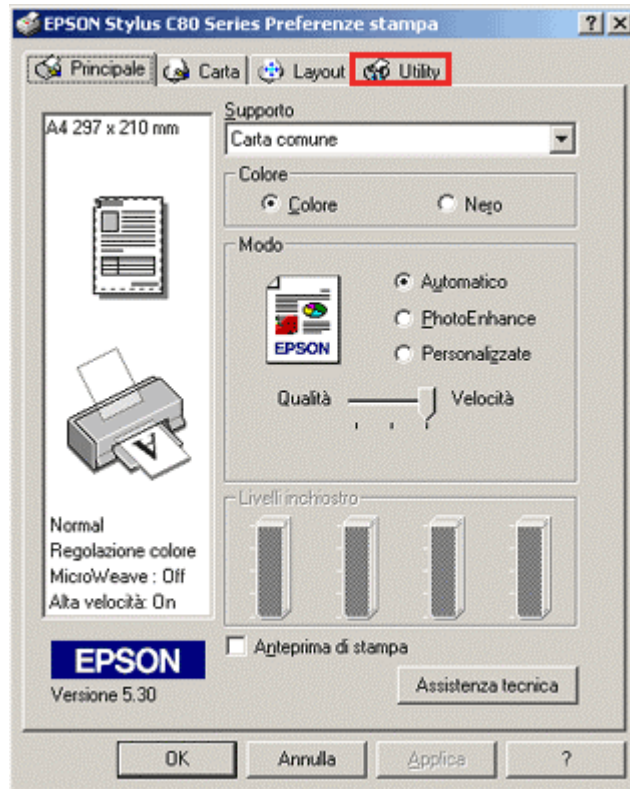 EPSON Stylus C80 Series Preferenze stampa
Principale Carta Layout Utility
A4 297 x 210 mm
Supporto
Carta comune
Colore
Colore Nero
Modo
EPSON
Automatico
PhotoEnhance
Personalizzate
Qualità Velocità
Livelli inchiostro
Normal
Regolazione colore
MicroWeave : Off
Alta velocità: On
EPSON
Versione 5.30
Anteprima di stampa
Assistenza tecnica
OK Annulla Applica ?